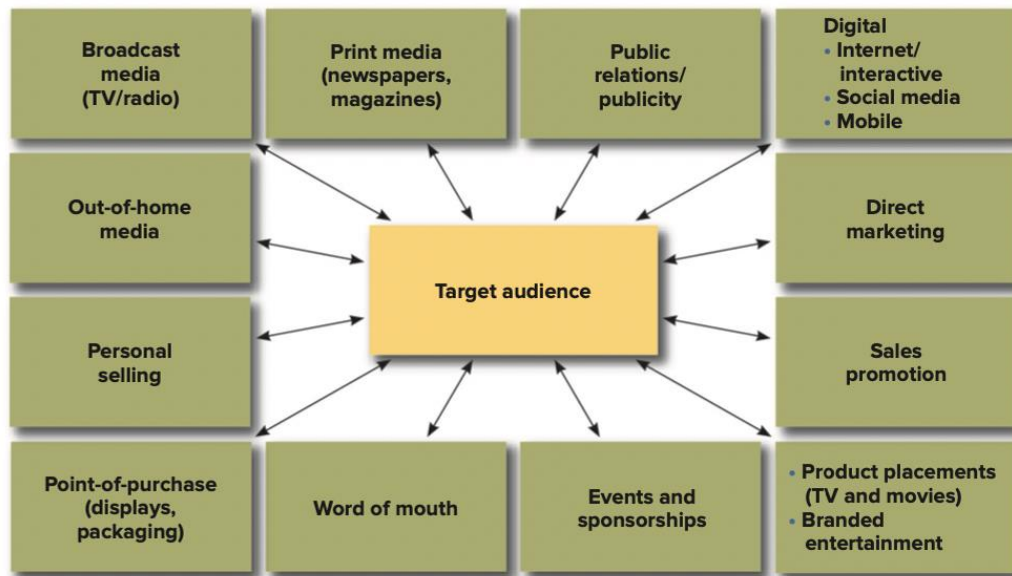 Broadcast
media
(TV/radio)
Print media
(newspapers,
magazines)
Public
relations/
publicity
Digital
• Internet/
interactive
• Social media
• Mobile
Out-of-home
media
Direct
marketing
Target audience
Personal
selling
Sales
promotion
Point-of-purchase
(displays,
packaging)
Word of mouth
Events and
sponsorships
• Product placements
(TV and movies)
• Branded
entertainment